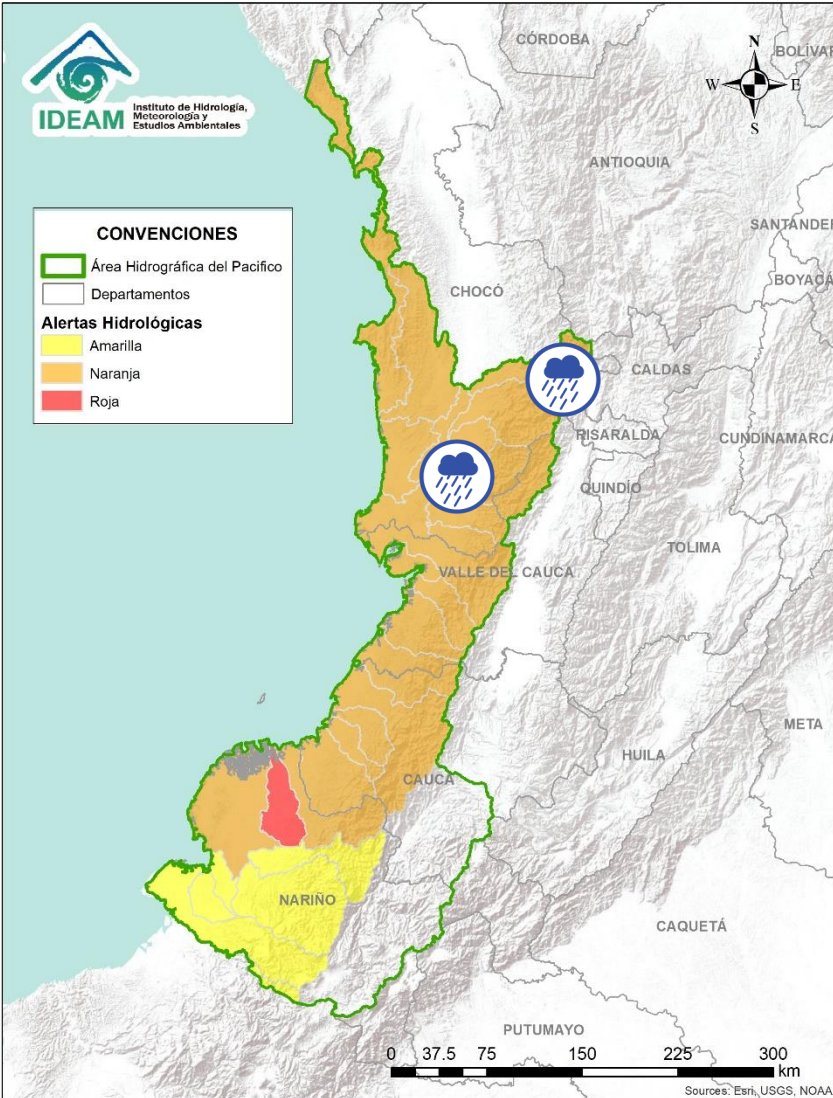 IDEAM
Instituto de Hidrología,
Meteorología y
Estudios Ambientales
CÓRDOBA
BOLÍVAR
N
W
E
S
ANTIOQUIA
SANTANDER
BOYACÁ
CONVENCIONES
Área Hidrográfica del Pacifico
Departamentos
Alertas Hidrológicas
Amarilla
Naranja
Roja
CHOCÓ
CALDAS
RISARALDA
CUNDINAMARCA
QUINDÍO
TOLIMA
VALLE DEL CAUCA
META
HUILA
CAUCA
NARIÑO
CAQUETÁ
PUTUMAYO
0 37.5 75 150 225 300
km
Sources: Esri, USGS, NOAA